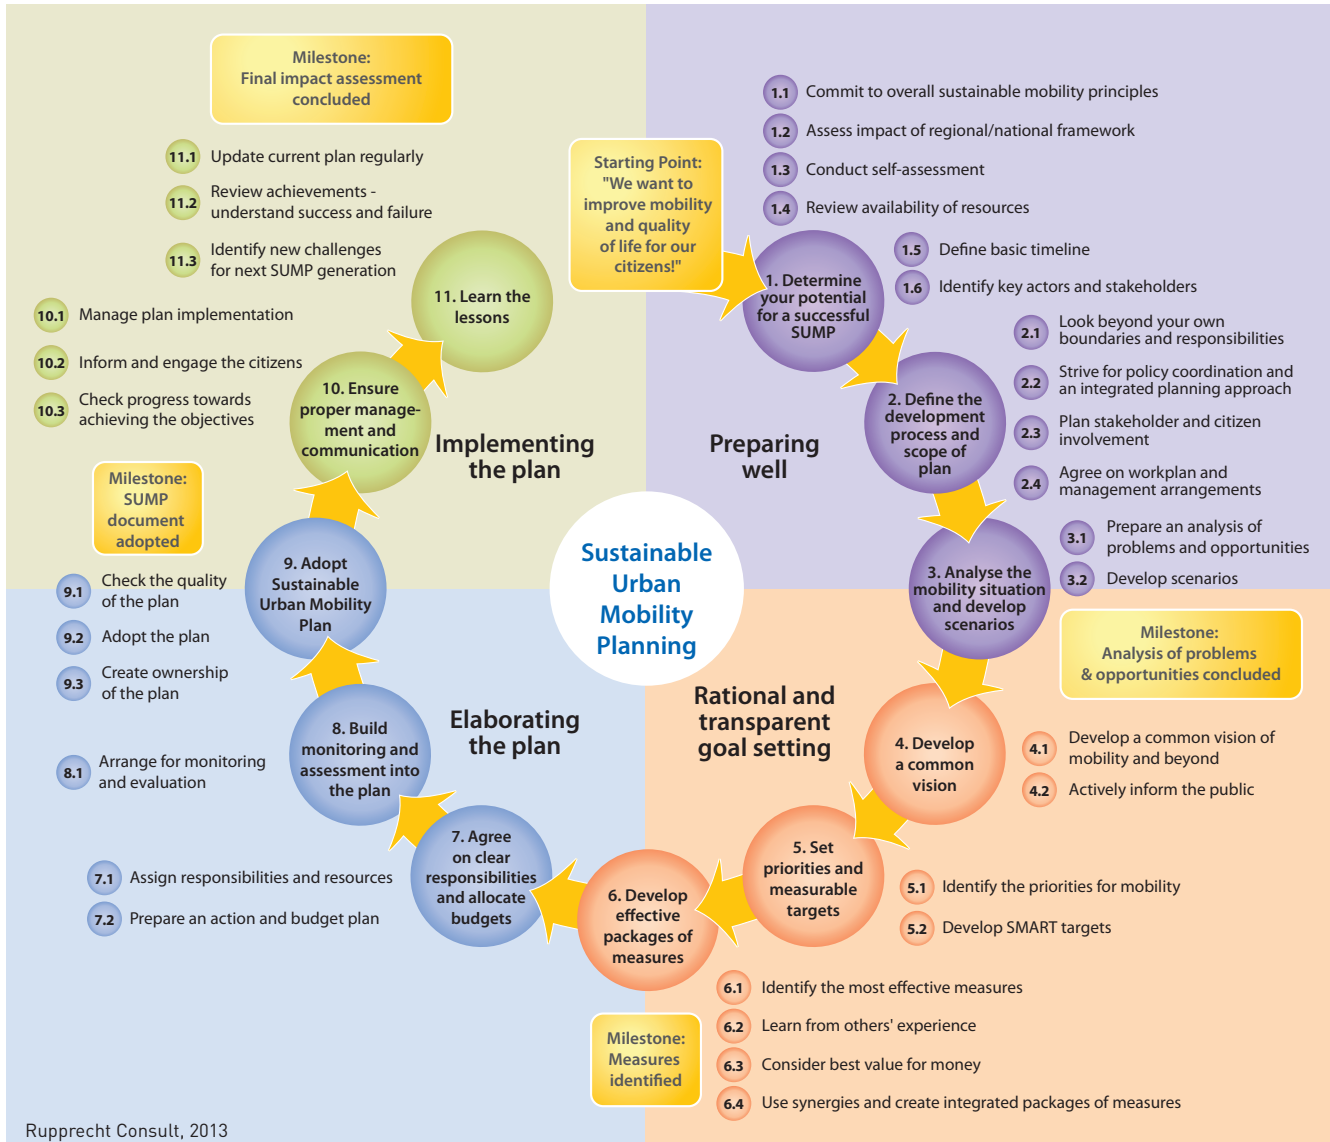 Milestone:
Final impact assessment
concluded
11.1 Update current plan regularly
11.2 Review achievements -
understand success and failure
11.3 Identify new challenges
for next SUMP generation
Starting Point:
"We want to
improve mobility
and quality
of life for our
citizens!"
1.1 Commit to overall sustainable mobility principles
1.2 Assess impact of regional/national framework
1.3 Conduct self-assessment
1.4 Review availability of resources
1.5 Define basic timeline
1.6 Identify key actors and stakeholders
1. Determine
your potential
for a successful
SUMP
2.1 Look beyond your own
boundaries and responsibilities
2.2 Strive for policy coordination and
an integrated planning approach
2.3 Plan stakeholder and citizen
involvement
2.4 Agree on workplan and
management arrangements
2. Define the
development
process and
scope of
plan
3.1 Prepare an analysis of
problems and opportunities
3.2 Develop scenarios
3. Analyse the
mobility situation
and develop
scenarios
Milestone:
Analysis of problems
& opportunities concluded
11. Learn the
lessons
10.1 Manage plan implementation
10.2 Inform and engage the citizens
10.3 Check progress towards
achieving the objectives
10. Ensure
proper manage-
ment and
communication
Implementing
the plan
Preparing
well
Milestone:
SUMP
document
adopted
9. Adopt
Sustainable
Urban Mobility
Plan
9.1 Check the quality
of the plan
9.2 Adopt the plan
9.3 Create ownership
of the plan
Sustainable
Urban
Mobility
Planning
Elaborating
the plan
Rational and
transparent
goal setting
8. Build
monitoring and
assessment into
the plan
8.1 Arrange for monitoring
and evaluation
4. Develop
a common
vision
4.1 Develop a common vision of
mobility and beyond
4.2 Actively inform the public
7. Agree
on clear
responsibilities
and allocate
budgets
7.1 Assign responsibilities and resources
7.2 Prepare an action and budget plan
5. Set
priorities and
measurable
targets
5.1 Identify the priorities for mobility
5.2 Develop SMART targets
6. Develop
effective
packages of
measures
6.1 Identify the most effective measures
6.2 Learn from others' experience
6.3 Consider best value for money
6.4 Use synergies and create integrated packages of measures
Milestone:
Measures
identified
Rupprecht Consult, 2013